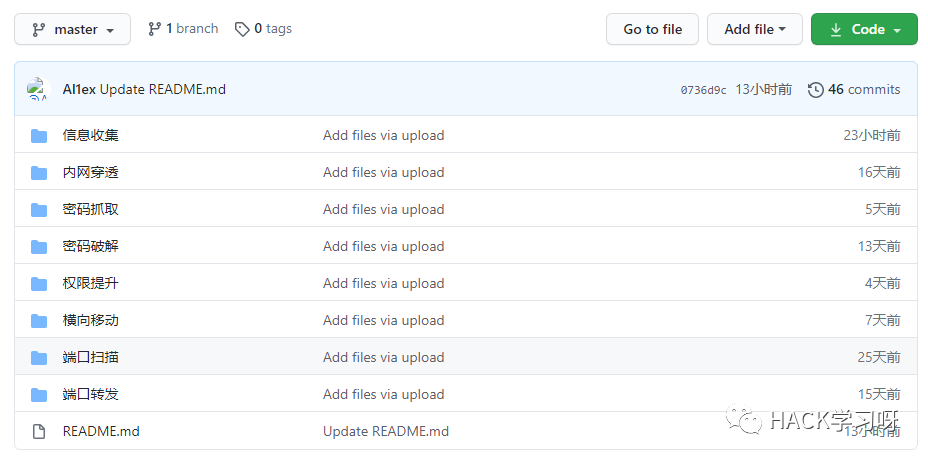 master 1 branch 0 tags Go to file Add file Code
Al1ex Update README.md 0736d9c 13小时前 46 commits
信息收集 Add files via upload 23小时前
内网穿透 Add files via upload 16天前
密码抓取 Add files via upload 5天前
密码破解 Add files via upload 13天前
权限提升 Add files via upload 4天前
横向移动 Add files via upload 7天前
端口扫描 Add files via upload 25天前
端口转发 Add files via upload 15天前
README.md Update README.md 13小时前
HACK学习呀